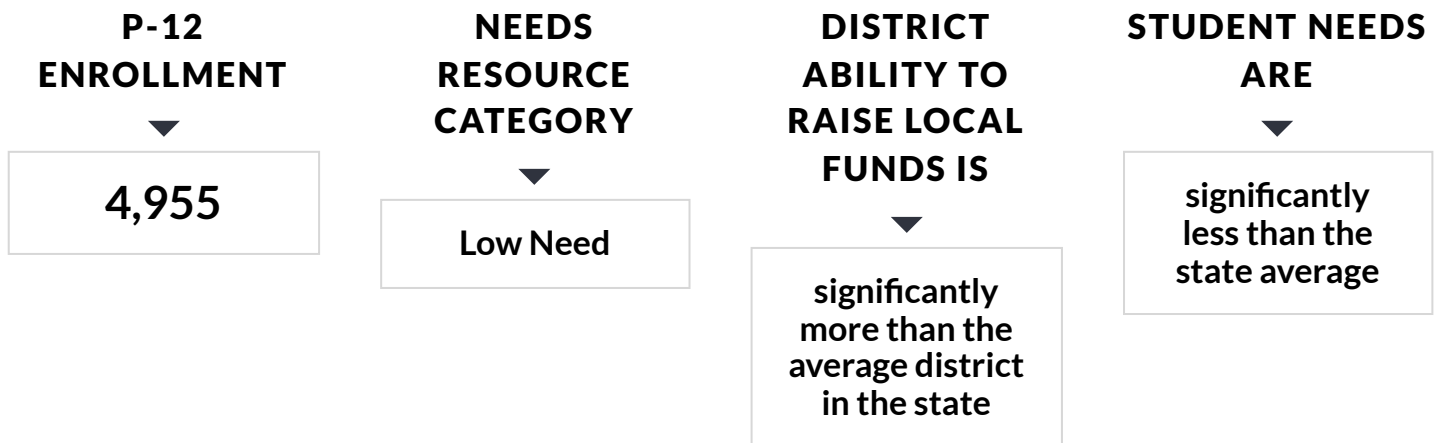 P-12
ENROLLMENT
4,955
NEEDS
RESOURCE
CATEGORY
Low Need
DISTRICT
ABILITY TO
RAISE LOCAL
FUNDS IS
significantly
more than the
average district
in the state
STUDENT NEEDS
ARE
significantly
less than the
state average